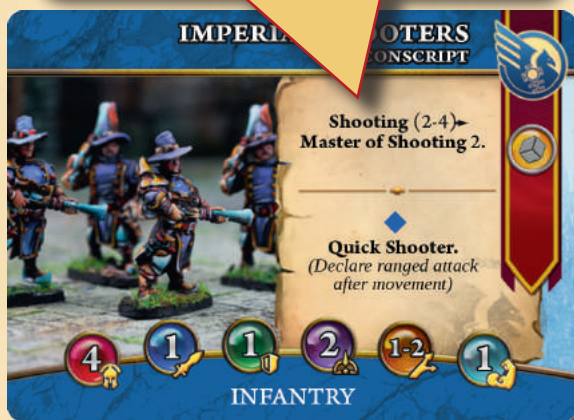 IMPERIA OOTERS
CONSCRIPT
Shooting (2-4)➛
Master of Shooting 2.
Quick Shooter.
(Declare ranged attack
after movement)
4 1 1 2 1-2 1
INFANTRY